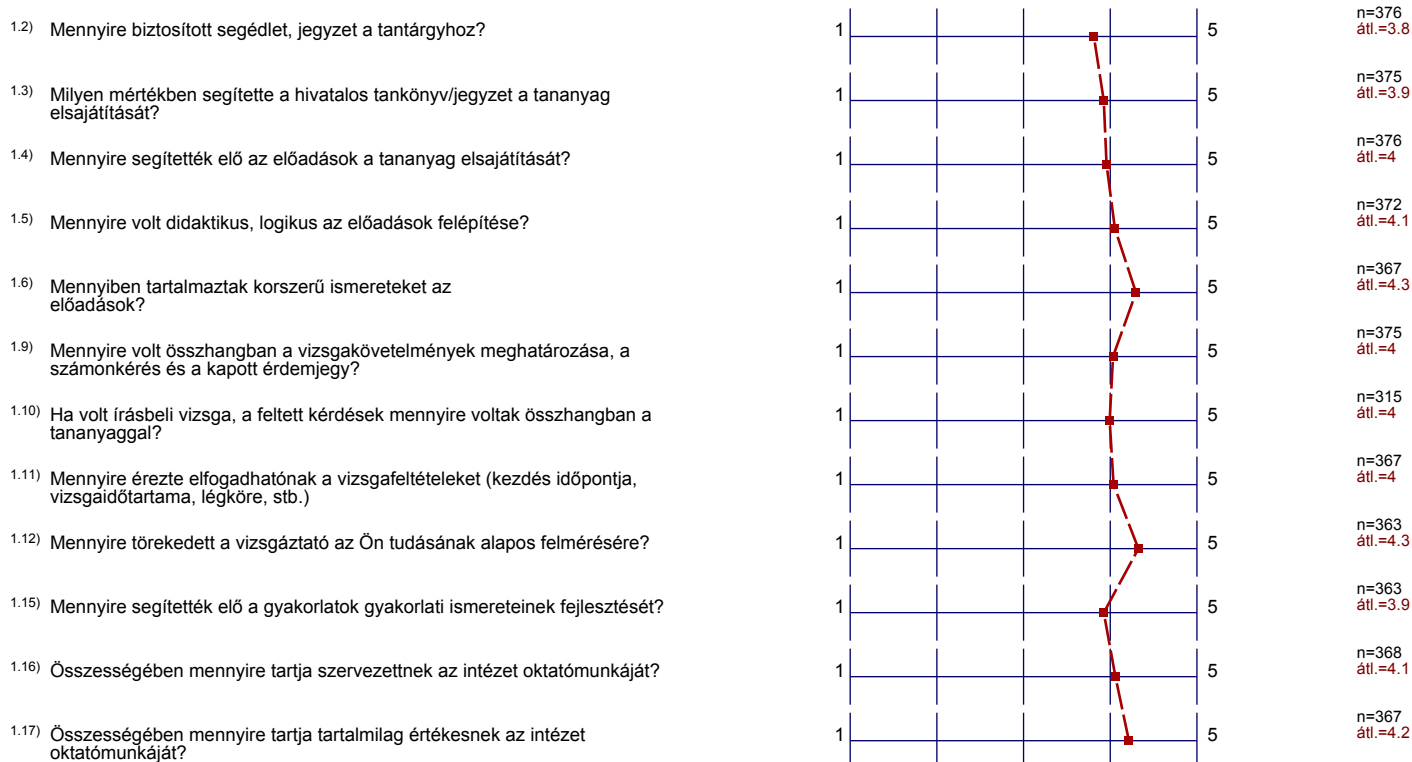 1.2) Mennyire biztosított segédlet, jegyzet a tantárgyhoz? 1 5 n=376
átl.=3.8
1.3) Milyen mértékben segítette a hivatalos tankönyv/jegyzet a tananyag
elsajátítását? 1 5 n=375
átl.=3.9
1.4) Mennyire segítették elő az előadások a tananyag elsajátítását? 1 5 n=376
átl.=4
1.5) Mennyire volt didaktikus, logikus az előadások felépítése? 1 5 n=372
átl.=4.1
1.6) Mennyiben tartalmaztak korszerű ismereteket az
előadások? 1 5 n=367
átl.=4.3
1.9) Mennyire volt összhangban a vizsgakövetelmények meghatározása, a
számonkérés és a kapott érdemjegy? 1 5 n=375
átl.=4
1.10) Ha volt írásbeli vizsga, a feltett kérdések mennyire voltak összhangban a
tananyaggal? 1 5 n=315
átl.=4
1.11) Mennyire érezte elfogadhatónak a vizsgafeltételeket (kezdés időpontja,
vizsgaidőtartama, légköre, stb.) 1 5 n=367
átl.=4
1.12) Mennyire törekedett a vizsgáztató az Ön tudásának alapos felmérésére? 1 5 n=363
átl.=4.3
1.15) Mennyire segítették elő a gyakorlatok gyakorlati ismereteinek fejlesztését? 1 5 n=363
átl.=3.9
1.16) Összességében mennyire tartja szervezettnek az intézet oktatómunkáját? 1 5 n=368
átl.=4.1
1.17) Összességében mennyire tartja tartalmilag értékesnek az intézet
oktatómunkáját? 1 5 n=367
átl.=4.2